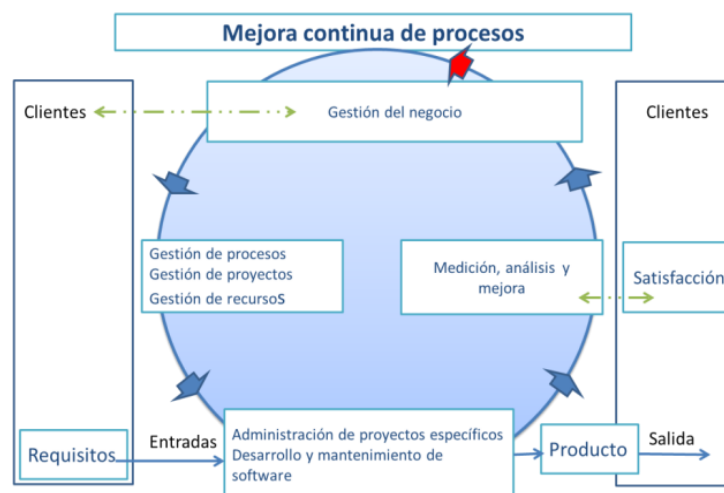 Mejora continua de procesos
Clientes
Gestión del negocio
Clientes
Gestión de procesos
Gestión de proyectos
Gestión de recursos
Medición, análisis y
mejora
Satisfacción
Requisitos
Entradas
Administración de proyectos específicos
Desarrollo y mantenimiento de
software
Producto
Salida